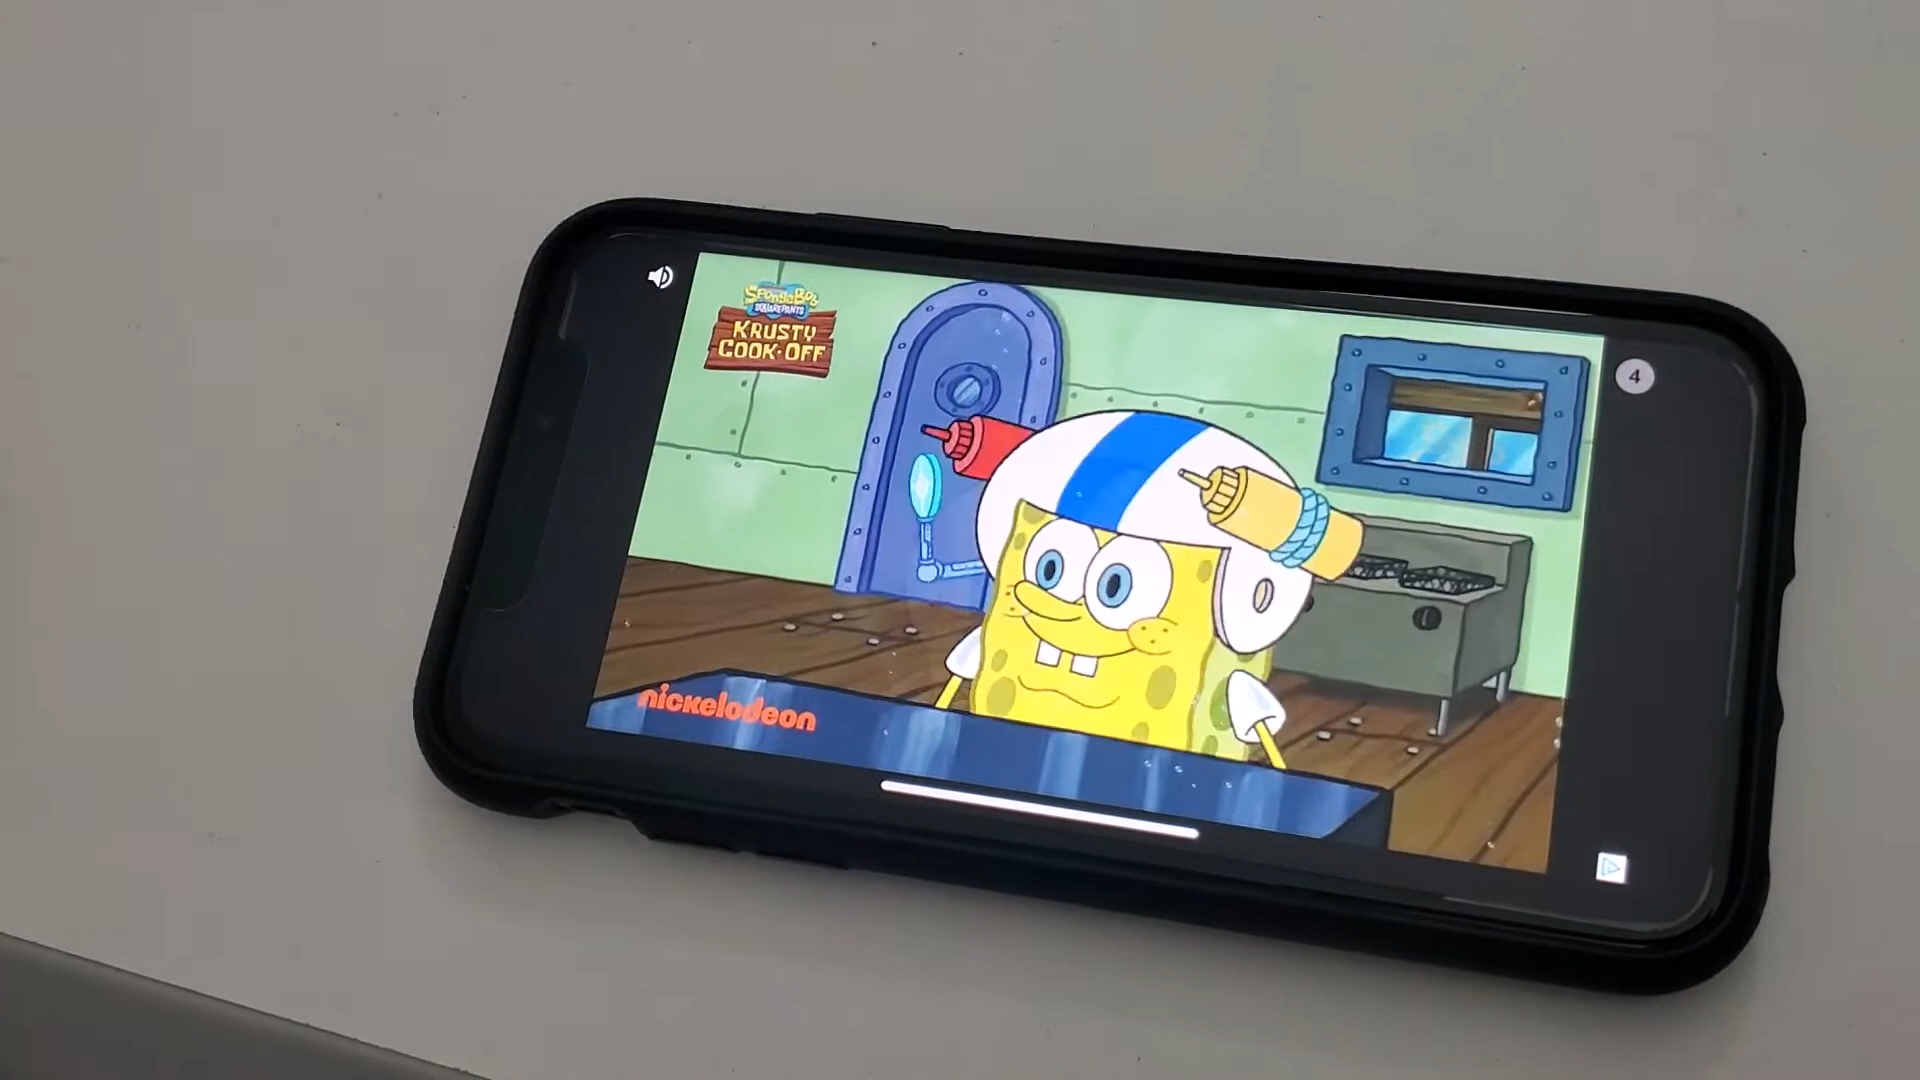 SPONGEBOB
SQUAREPANTS
KRUSTY
COOK·OFF
4
nickelodeon